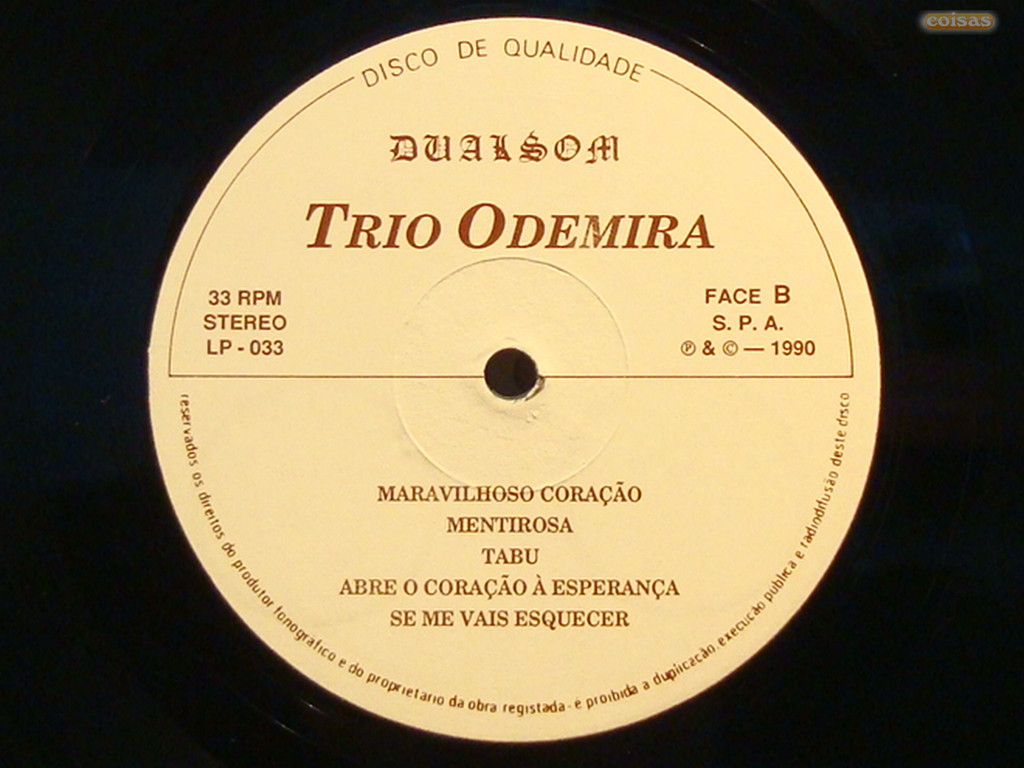 coisas
DISCO DE QUALIDADE
DUALSOM
TRIO ODEMIRA
33 RPM
STEREO
LP - 033
FACE B
S. P. A.
℗ & © — 1990
MARAVILHOSO CORAÇÃO
MENTIROSA
TABU
ABRE O CORAÇÃO À ESPERANÇA
SE ME VAIS ESQUECER
reservados os direitos do produtor fonográfico e do proprietário da obra registada - é proibida a duplicação, execução pública e radiodifusão deste disco